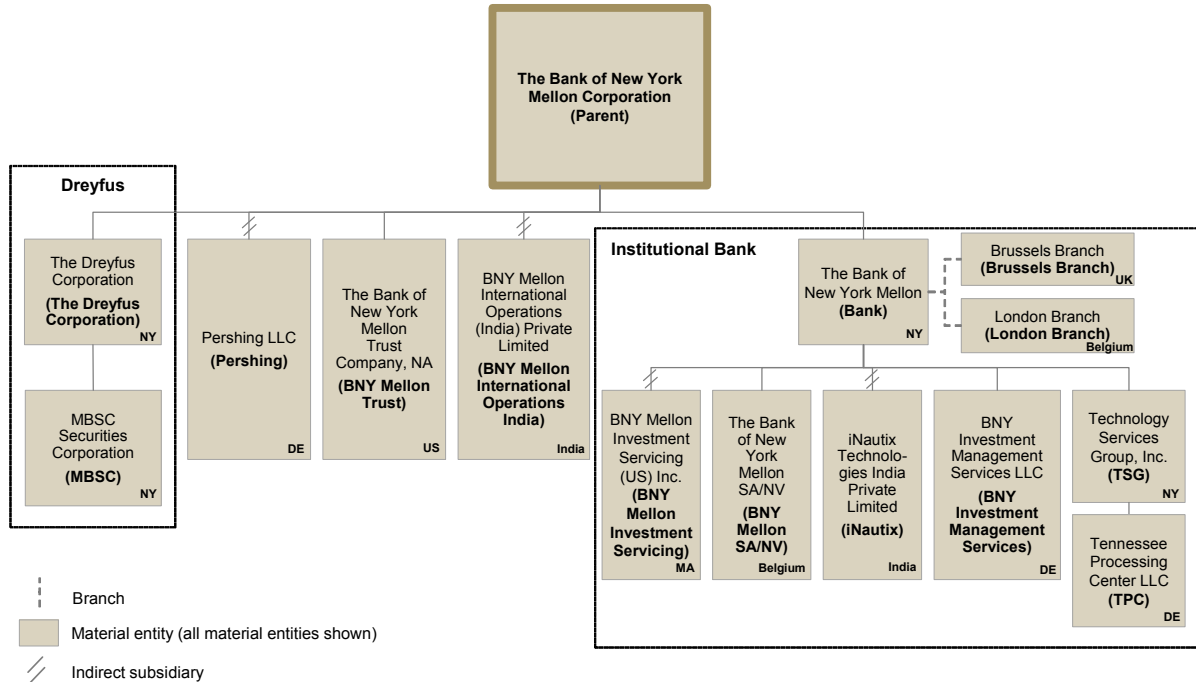 The Bank of New York
Mellon Corporation
(Parent)
Dreyfus
The Dreyfus
Corporation
(The Dreyfus
Corporation)
NY
MBSC
Securities
Corporation
(MBSC)
NY
Pershing LLC
(Pershing)
DE
The Bank of
New York
Mellon
Trust
Company, NA
(BNY Mellon
Trust)
US
BNY Mellon
International
Operations
(India) Private
Limited
(BNY Mellon
International
Operations
India)
India
Institutional Bank
The Bank of
New York Mellon
(Bank)
NY
Brussels Branch
(Brussels Branch)
UK
London Branch
(London Branch)
Belgium
BNY Mellon
Investment
Servicing
(US) Inc.
(BNY
Mellon
Investment
Servicing)
MA
The Bank
of New
York
Mellon
SA/NV
(BNY
Mellon
SA/NV)
Belgium
iNautix
Technolo-
gies India
Private
Limited
(iNautix)
India
BNY
Investment
Management
Services LLC
(BNY
Investment
Management
Services)
DE
Technology
Services
Group, Inc.
(TSG)
NY
Tennessee
Processing
Center LLC
(TPC)
DE
Branch
Material entity (all material entities shown)
Indirect subsidiary